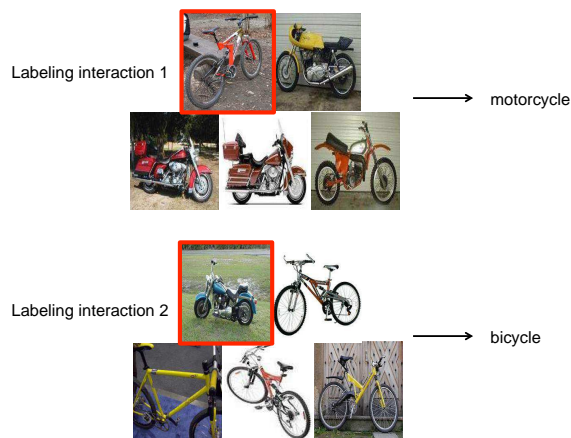 Labeling interaction 1
motorcycle
Labeling interaction 2
bicycle